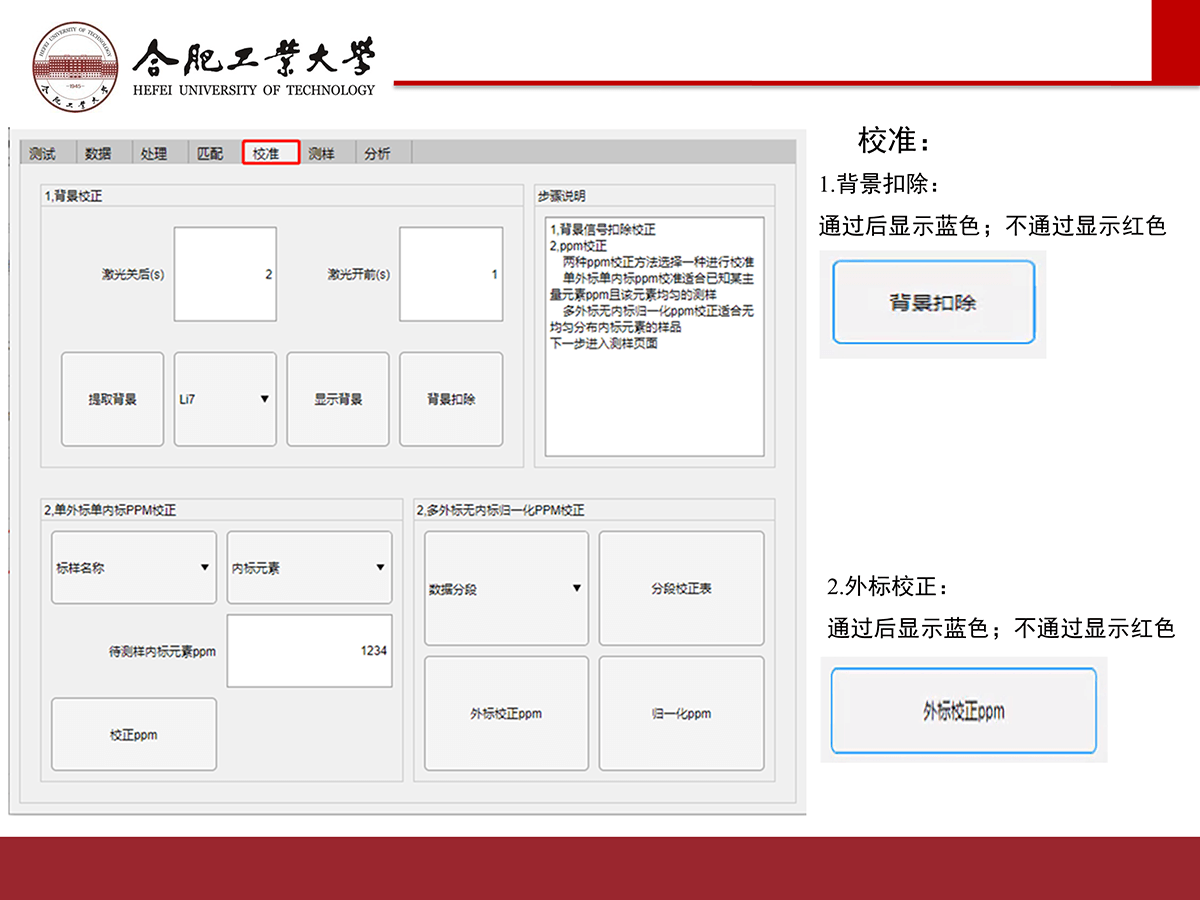 HEFEI UNIVERSITY OF TECHNOLOGY
1945
合肥工业大学
合肥工業大學
HEFEI UNIVERSITY OF TECHNOLOGY
测试 数据 处理 匹配 校准 测样 分析
1,背景校正
激光关后(s) 2 激光开前(s) 1
提取背景 Li7 显示背景 背景扣除
步骤说明
1,背景信号扣除校正
2,ppm校正
两种ppm校正方法选择一种进行校准
单外标单内标ppm校准适合已知某主
量元素ppm且该元素均匀的测样
多外标无内标归一化ppm校正适合无
均匀分布内标元素的样品
下一步进入测样页面
2,单外标单内标PPM校正
标样名称 内标元素
待测样内标元素ppm 1234
校正ppm
2,多外标无内标归一化PPM校正
数据分段 分段校正表
外标校正ppm 归一化ppm
校准：
1.背景扣除：
通过后显示蓝色；不通过显示红色
背景扣除
2.外标校正：
通过后显示蓝色；不通过显示红色
外标校正ppm